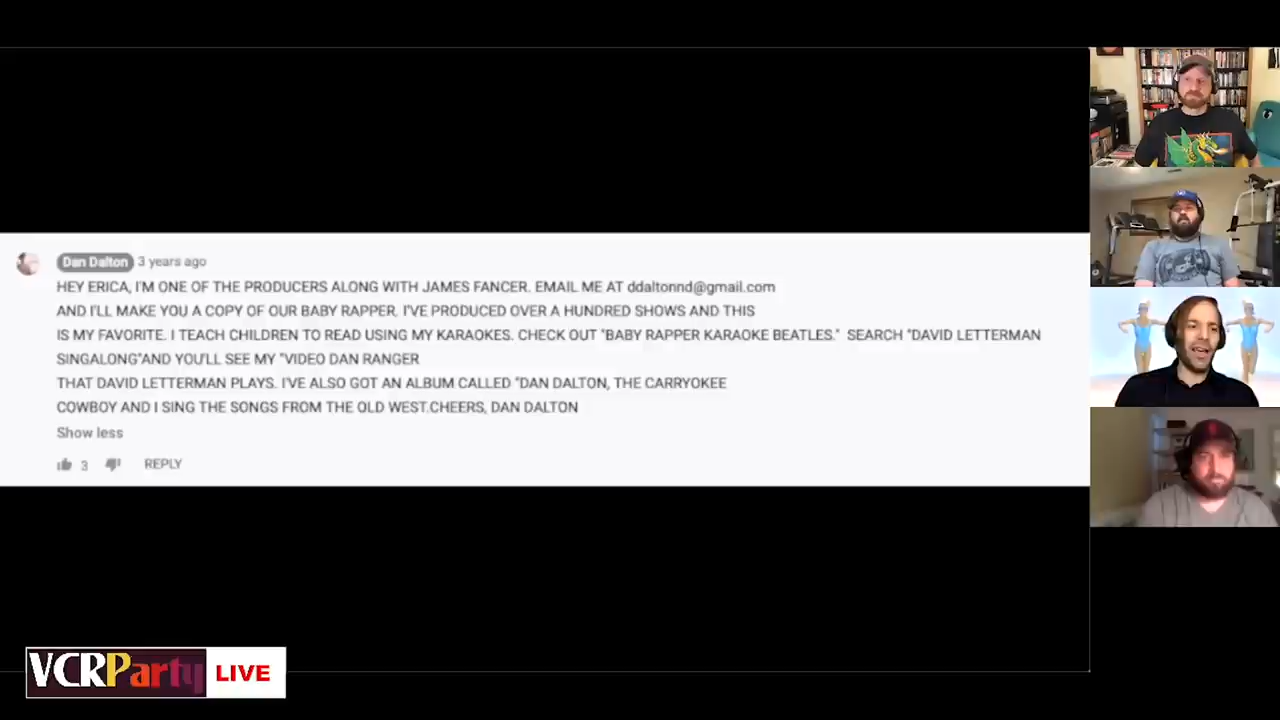 Dan Dalton 3 years ago
HEY ERICA, I'M ONE OF THE PRODUCERS ALONG WITH JAMES FANCER. EMAIL ME AT ddaltonnd@gmail.com
AND I'LL MAKE YOU A COPY OF OUR BABY RAPPER. I'VE PRODUCED OVER A HUNDRED SHOWS AND THIS
IS MY FAVORITE. I TEACH CHILDREN TO READ USING MY KARAOKES. CHECK OUT "BABY RAPPER KARAOKE BEATLES." SEARCH "DAVID LETTERMAN
SINGALONG"AND YOU'LL SEE MY "VIDEO DAN RANGER
THAT DAVID LETTERMAN PLAYS. I'VE ALSO GOT AN ALBUM CALLED "DAN DALTON, THE CARRYOKEE
COWBOY AND I SING THE SONGS FROM THE OLD WEST.CHEERS, DAN DALTON
Show less
3 REPLY
VCRParty LIVE